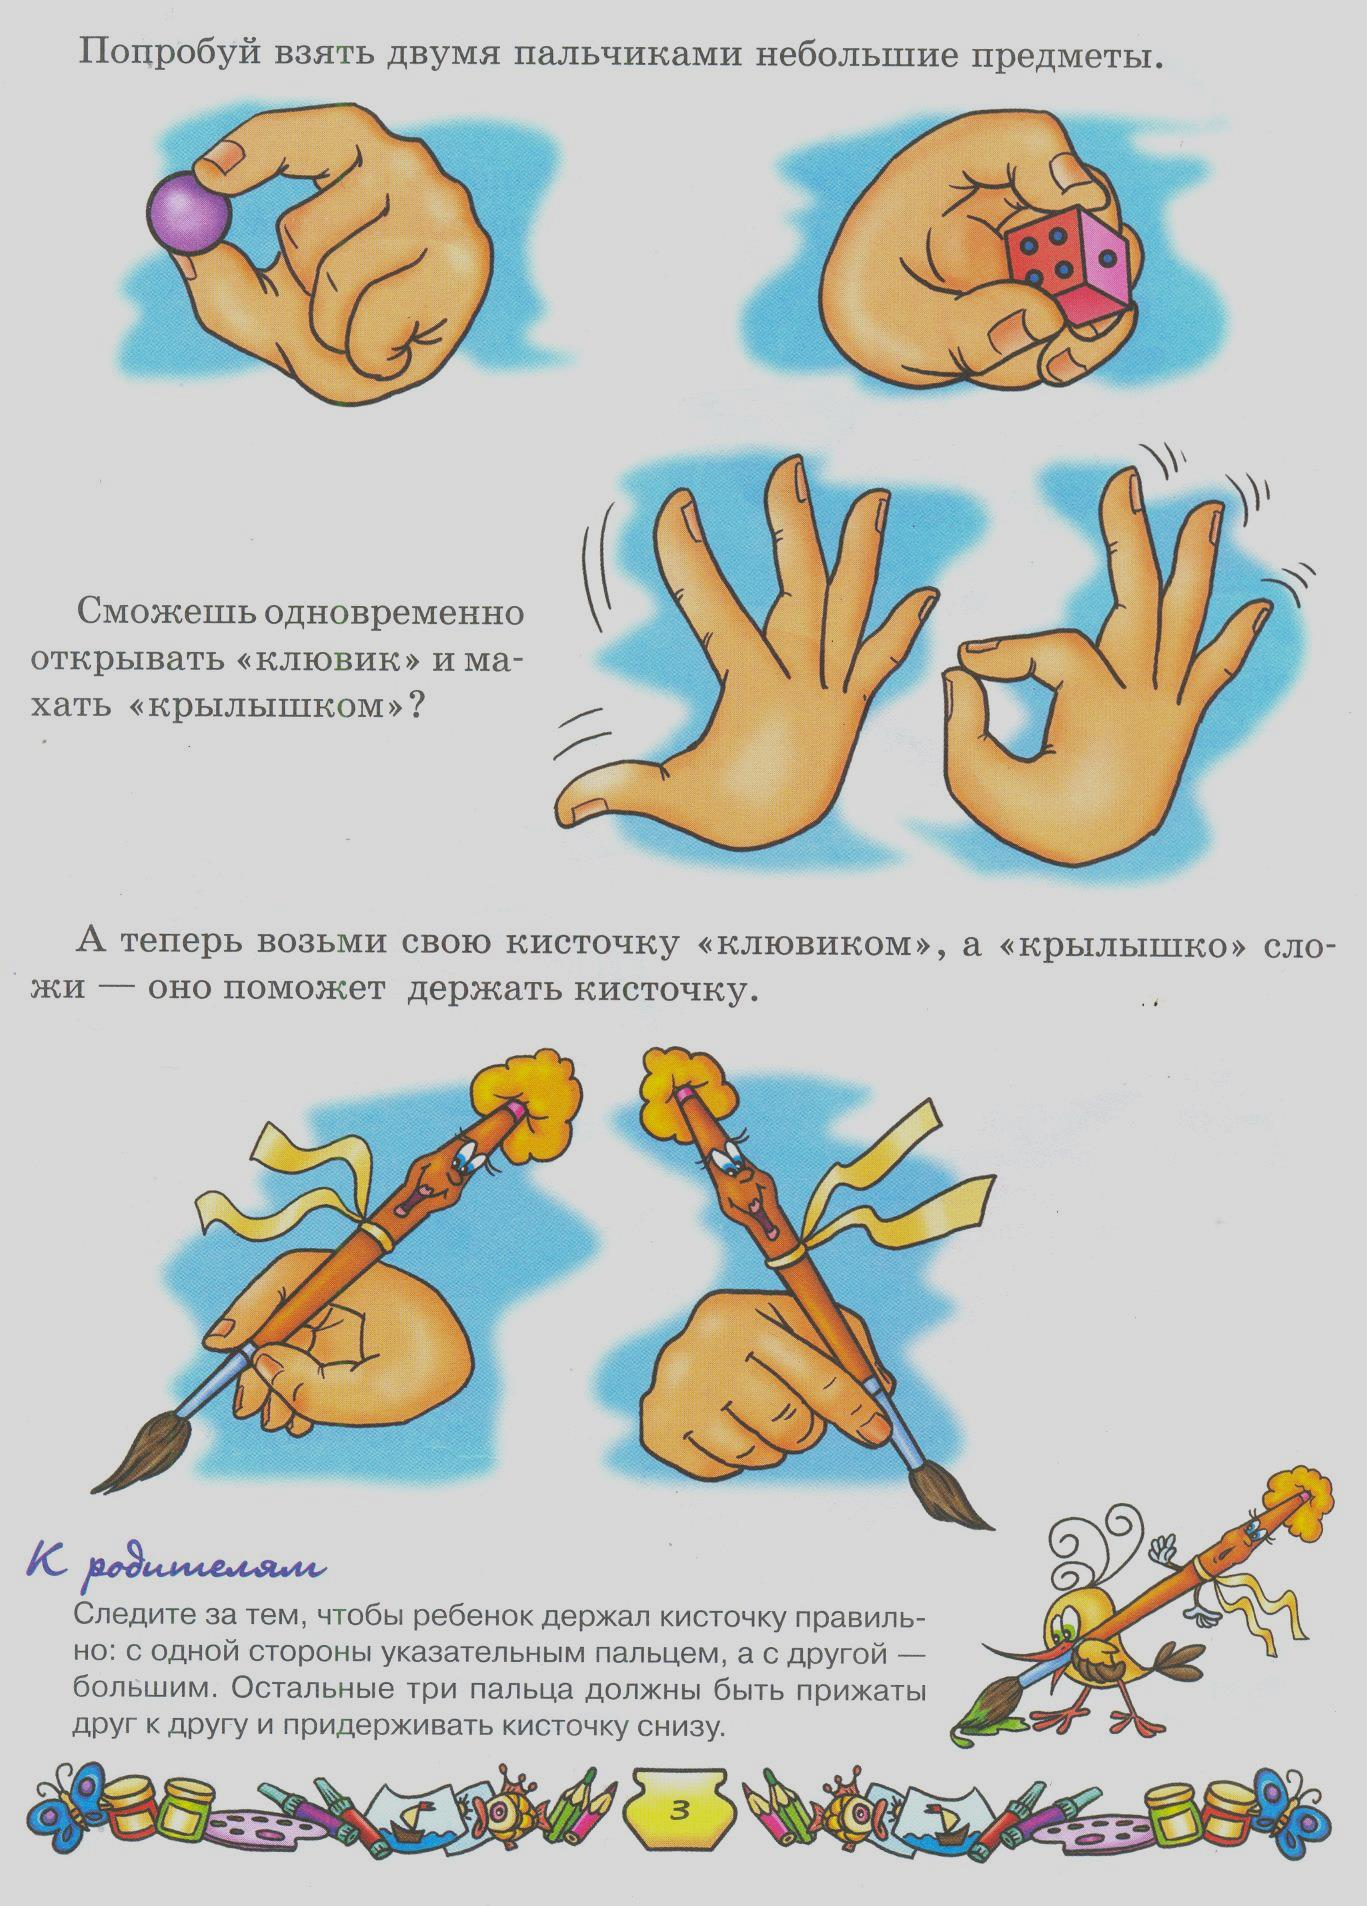 Попробуй взять двумя пальчиками небольшие предметы.
Сможешь одновременно
открывать «клювик» и ма-
хать «крылышком»?
А теперь возьми свою кисточку «клювиком», а «крылышко» сло-
жи — оно поможет держать кисточку.
К родителям
Следите за тем, чтобы ребенок держал кисточку правиль-
но: с одной стороны указательным пальцем, а с другой —
большим. Остальные три пальца должны быть прижаты
друг к другу и придерживать кисточку снизу.
3